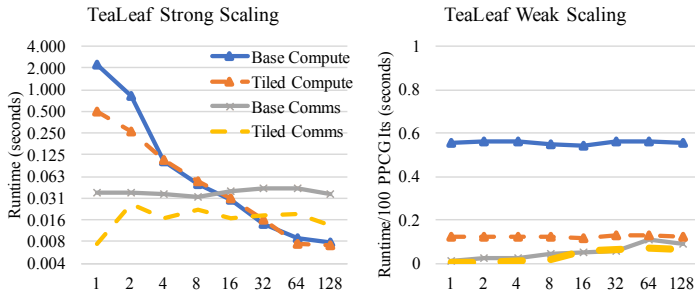 TeaLeaf Strong Scaling
Runtime (seconds)
4.000
2.000
1.000
0.500
0.250
0.125
0.063
0.031
0.016
0.008
0.004
Base Compute
Tiled Compute
Base Comms
Tiled Comms
1 2 4 8 16 32 64 128
TeaLeaf Weak Scaling
Runtime/100 PPCG Its (seconds)
1
0.8
0.6
0.4
0.2
0
1 2 4 8 16 32 64 128